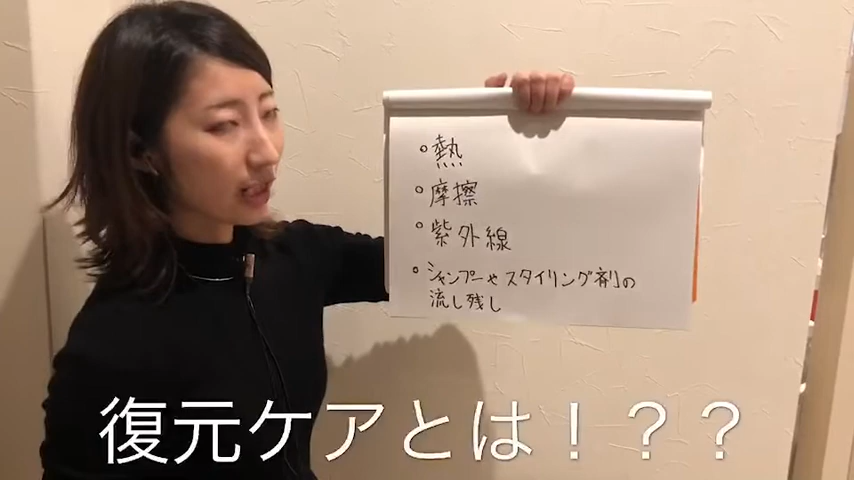 ◦熱
◦摩擦
◦紫外線
◦シャンプーやスタイリング剤の
流し残し
復元ケアとは！？？